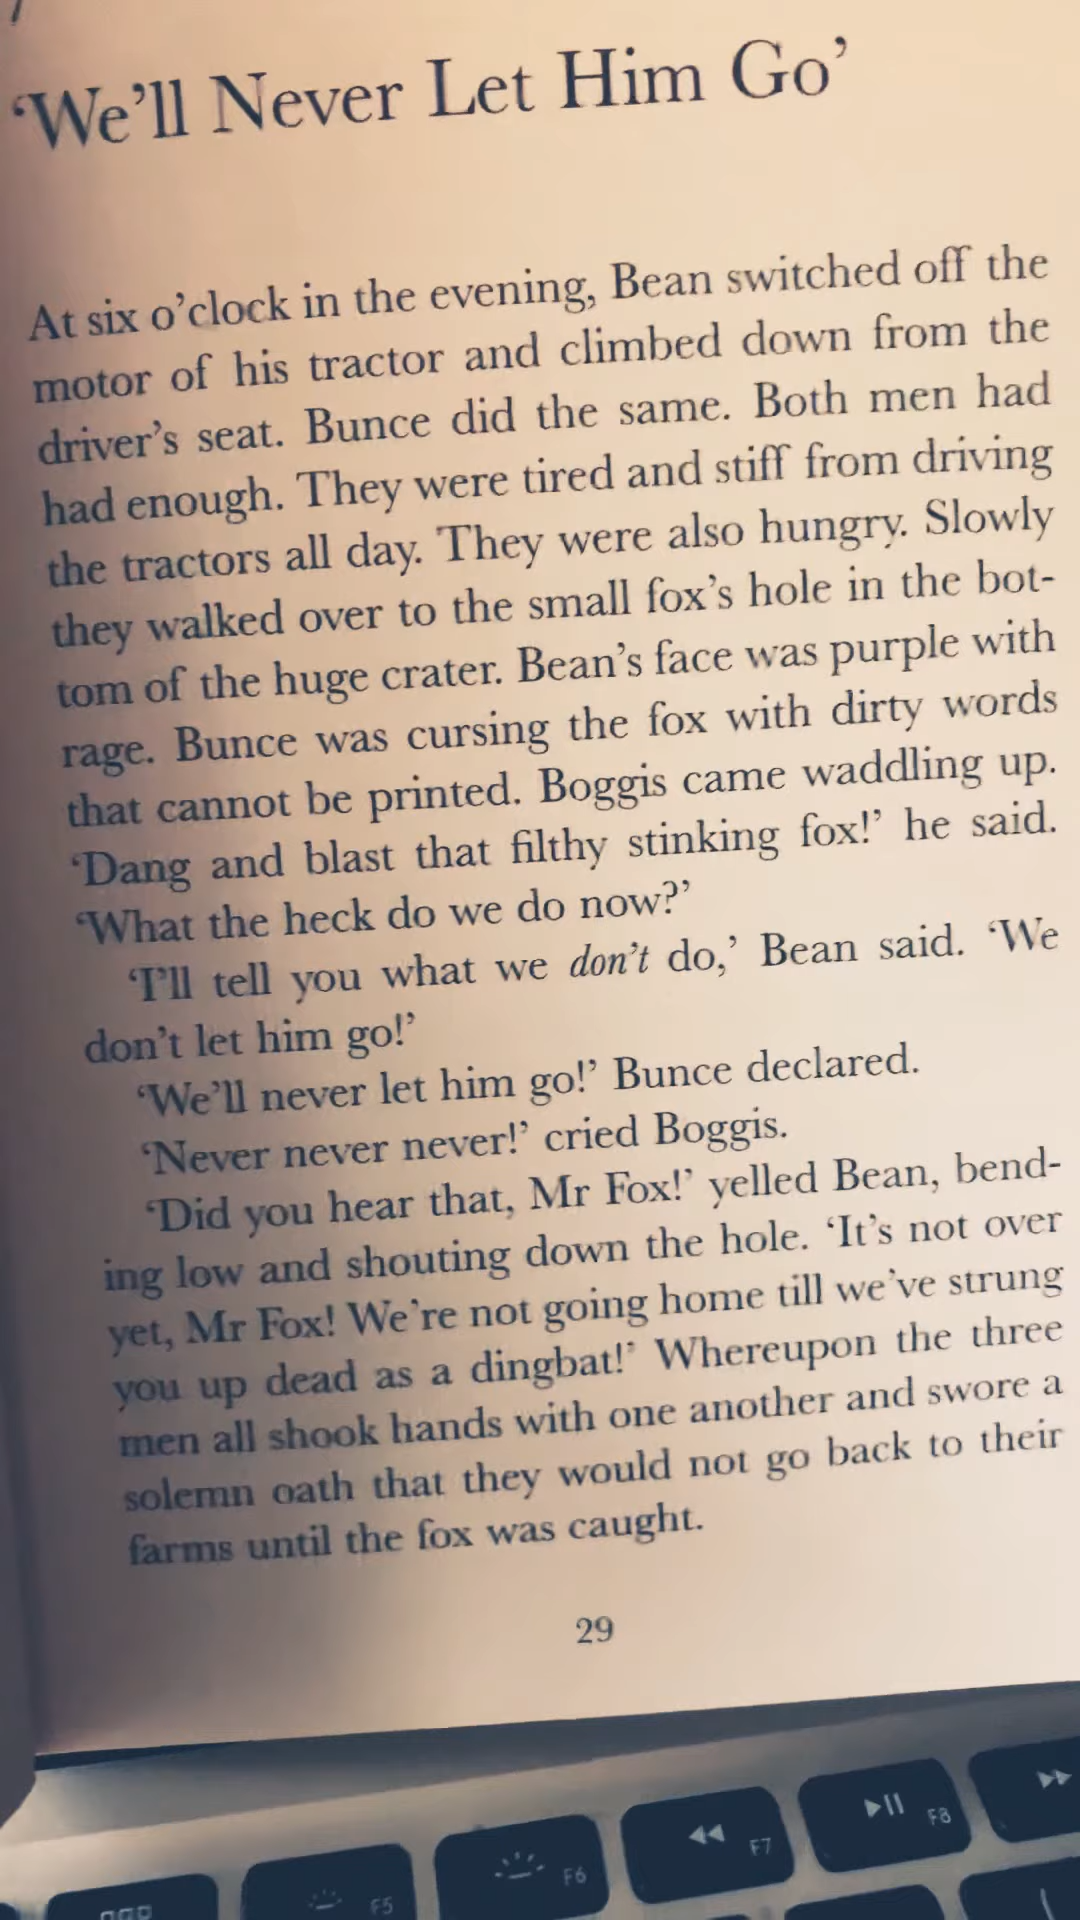 ‘We’ll Never Let Him Go’
At six o’clock in the evening, Bean switched off the
motor of his tractor and climbed down from the
driver’s seat. Bunce did the same. Both men had
had enough. They were tired and stiff from driving
the tractors all day. They were also hungry. Slowly
they walked over to the small fox’s hole in the bot-
tom of the huge crater. Bean’s face was purple with
rage. Bunce was cursing the fox with dirty words
that cannot be printed. Boggis came waddling up.
‘Dang and blast that filthy stinking fox!’ he said.
‘What the heck do we do now?’
‘I’ll tell you what we don’t do,’ Bean said. ‘We
don’t let him go!’
‘We’ll never let him go!’ Bunce declared.
‘Never never never!’ cried Boggis.
‘Did you hear that, Mr Fox!’ yelled Bean, bend-
ing low and shouting down the hole. ‘It’s not over
yet, Mr Fox! We’re not going home till we’ve strung
you up dead as a dingbat!’ Whereupon the three
men all shook hands with one another and swore a
solemn oath that they would not go back to their
farms until the fox was caught.
29
F5 F6 F7 F8